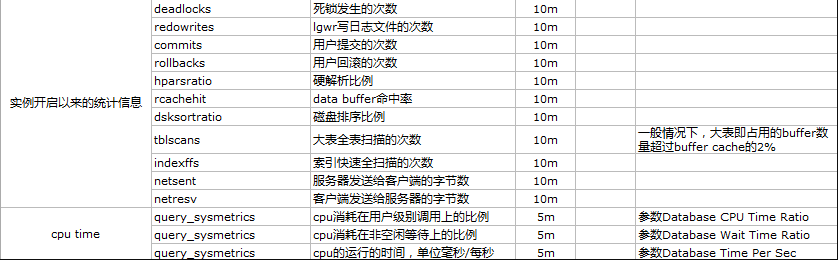 deadlocks 死锁发生的次数 10m
redowrites lgwr写日志文件的次数 10m
commits 用户提交的次数 10m
rollbacks 用户回滚的次数 10m
hparsratio 硬解析比例 10m
实例开启以来的统计信息
rcachehit data buffer命中率 10m
dsksortratio 磁盘排序比例 10m
tblscans 大表全表扫描的次数 10m 一般情况下，大表即占用的buffer数
量超过buffer cache的2%
indexffs 索引快速全扫描的次数 10m
netsent 服务器发送给客户端的字节数 10m
netresv 客户端发送给服务器的字节数 10m
query_sysmetrics cpu消耗在用户级别调用上的比例 5m 参数Database CPU Time Ratio
cpu time query_sysmetrics cpu消耗在非空闲等待上的比例 5m 参数Database Wait Time Ratio
query_sysmetrics cpu的运行的时间，单位毫秒/每秒 5m 参数Database Time Per Sec